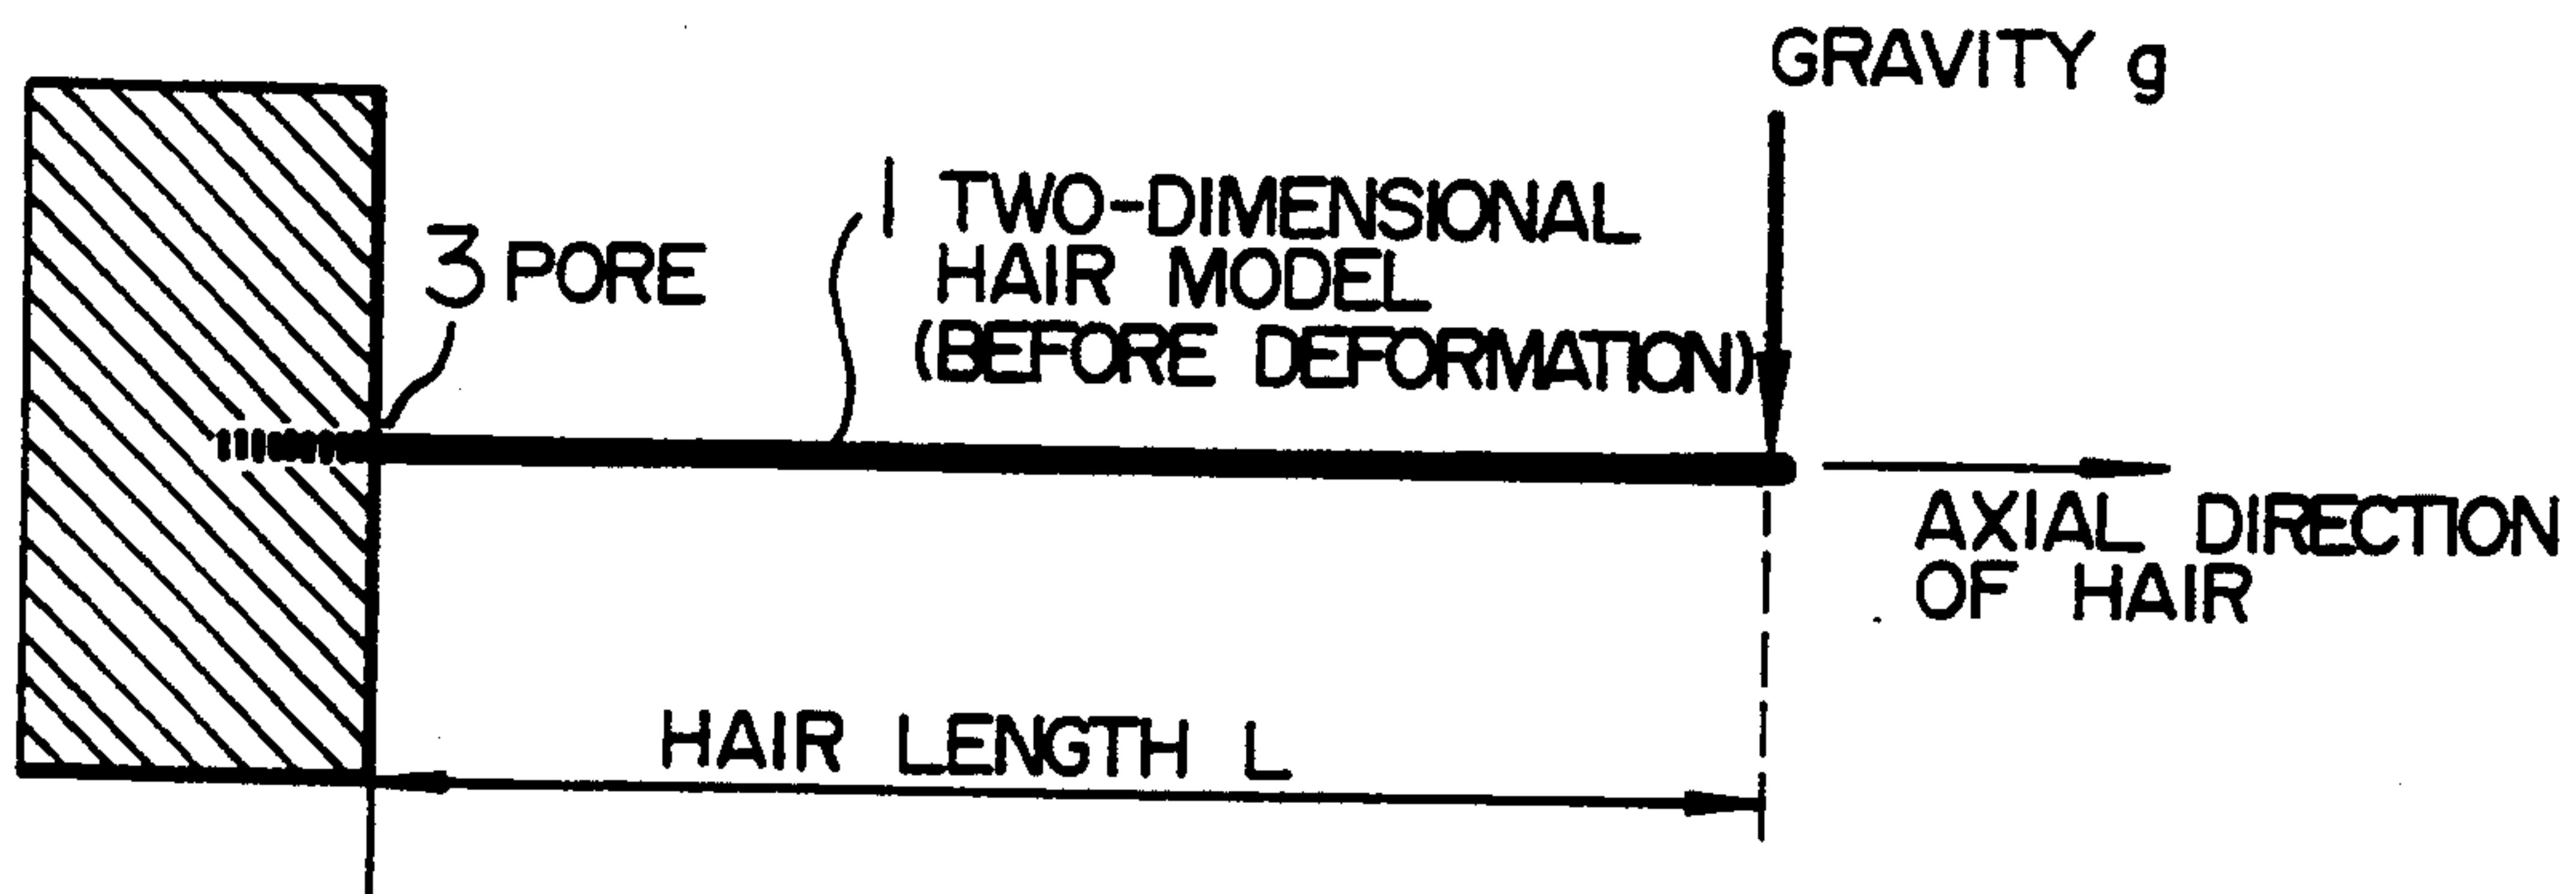 GRAVITY g
1 TWO-DIMENSIONAL
HAIR MODEL
(BEFORE DEFORMATION)
3 PORE
AXIAL DIRECTION
OF HAIR
HAIR LENGTH L